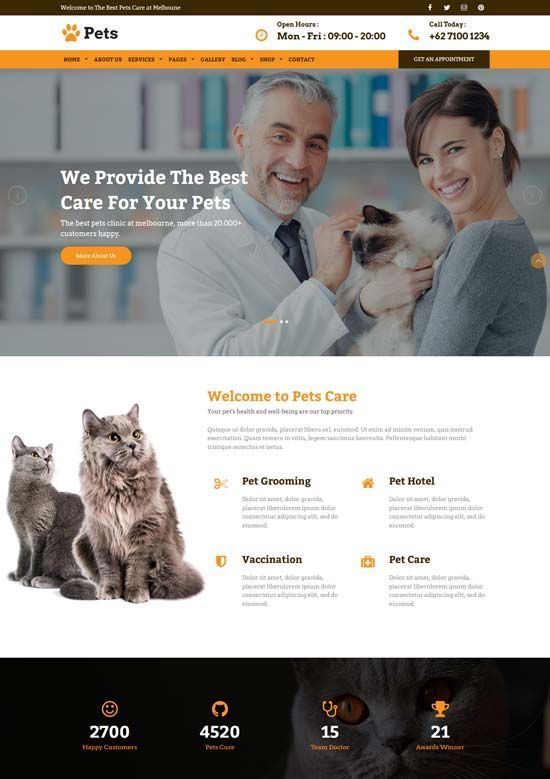 Welcome to The Best Pets Care at Melboune
Pets
Open Hours :
Mon - Fri : 09:00 - 20:00
Call Today :
+62 7100 1234
HOME
ABOUT US
SERVICES
PAGES
GALLERY
BLOG
SHOP
CONTACT
GET AN APPOINTMENT
We Provide The Best
Care For Your Pets
The best pets clinic at melbourne, more than 20.000+
customers happy.
More About Us
Welcome to Pets Care
Your pet's health and well-being are our top priority.
Quisque ut dolor gravida, placerat libero vel, euismod. Ut enim ad minim veniam, quis nostrud
exercitation. Quam temere in vitiis, legem sancimus haerentia. Pellentesque habitant morbi
tristique senectus et netus.
Pet Grooming
Dolor sit amet, dolor gravida,
placerat liberolorem ipsum dolor
consectetur adipiscing elit, sed do
eiusmod.
Pet Hotel
Dolor sit amet, dolor gravida,
placerat liberolorem ipsum dolor
consectetur adipiscing elit, sed do
eiusmod.
Vaccination
Dolor sit amet, dolor gravida,
placerat liberolorem ipsum dolor
consectetur adipiscing elit, sed do
eiusmod.
Pet Care
Dolor sit amet, dolor gravida,
placerat liberolorem ipsum dolor
consectetur adipiscing elit, sed do
eiusmod.
2700
Happy Customers
4520
Pets Cure
15
Team Doctor
21
Awards Winner